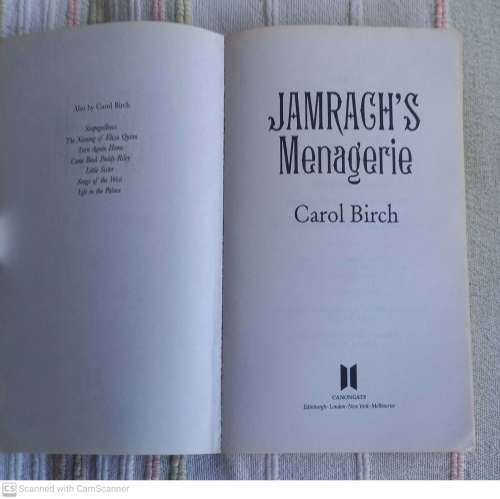 Also by Carol Birch
Scapegallows
The Naming of Eliza Quinn
Turn Again Home
Come Back Paddy Riley
Little Sister
Songs of the West
Life in the Palace
JAMRACH'S
Menagerie
Carol Birch
CANONGATE
Edinburgh · London · New York · Melbourne
CS Scanned with CamScanner